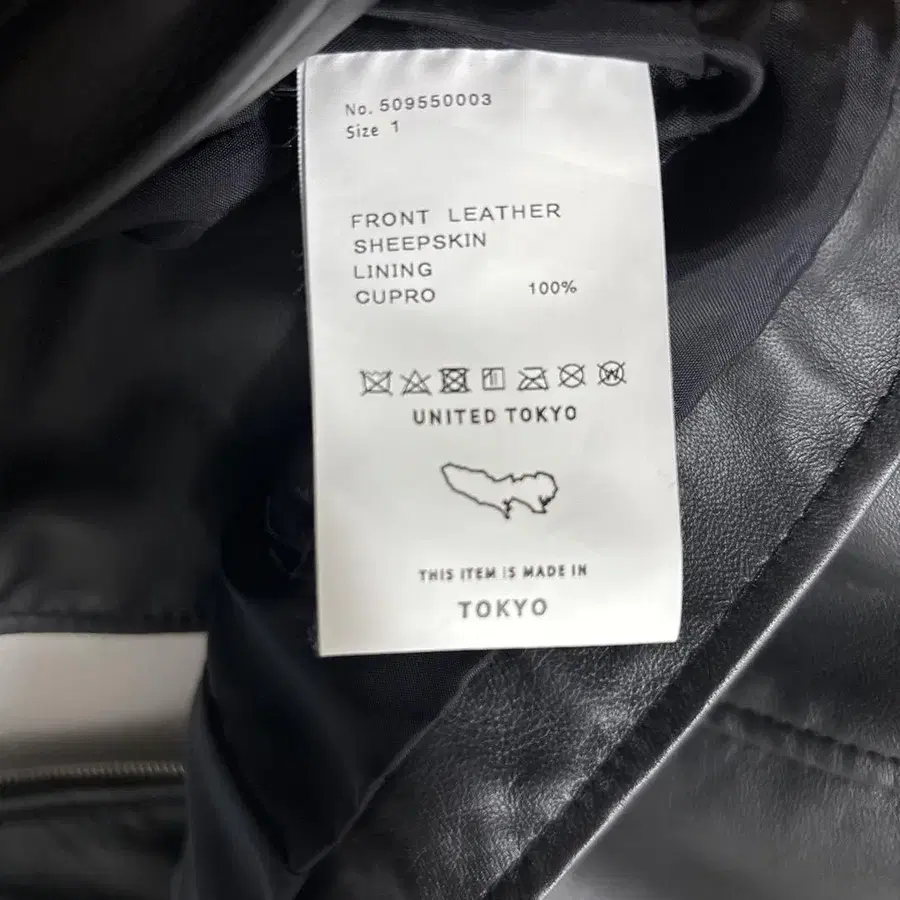 No. 509550003
Size 1
FRONT LEATHER
SHEEPSKIN
LINING
CUPRO 100%
UNITED TOKYO
THIS ITEM IS MADE IN
TOKYO